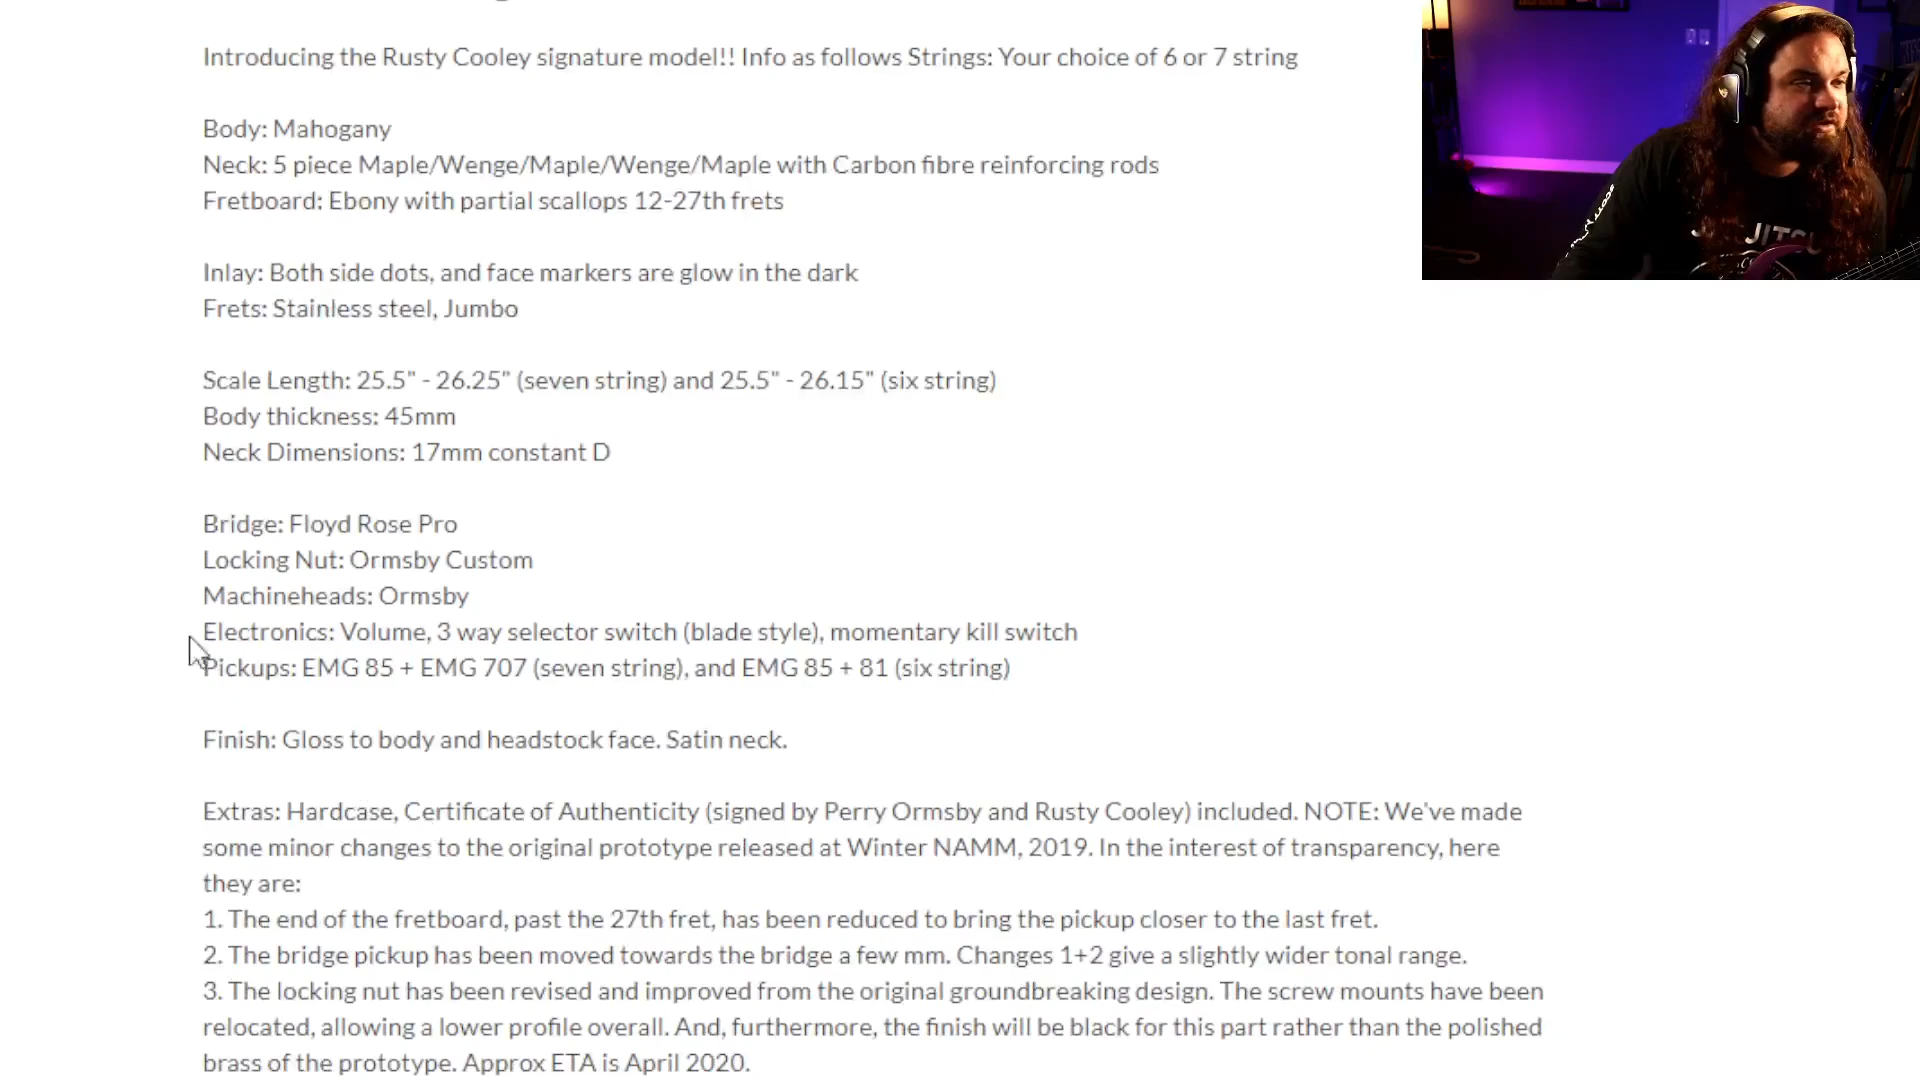 Introducing the Rusty Cooley signature model!! Info as follows Strings: Your choice of 6 or 7 string
Body: Mahogany
Neck: 5 piece Maple/Wenge/Maple/Wenge/Maple with Carbon fibre reinforcing rods
Fretboard: Ebony with partial scallops 12-27th frets
Inlay: Both side dots, and face markers are glow in the dark
Frets: Stainless steel, Jumbo
Scale Length: 25.5" - 26.25" (seven string) and 25.5" - 26.15" (six string)
Body thickness: 45mm
Neck Dimensions: 17mm constant D
Bridge: Floyd Rose Pro
Locking Nut: Ormsby Custom
Machineheads: Ormsby
Electronics: Volume, 3 way selector switch (blade style), momentary kill switch
Pickups: EMG 85 + EMG 707 (seven string), and EMG 85 + 81 (six string)
Finish: Gloss to body and headstock face. Satin neck.
Extras: Hardcase, Certificate of Authenticity (signed by Perry Ormsby and Rusty Cooley) included. NOTE: We've made
some minor changes to the original prototype released at Winter NAMM, 2019. In the interest of transparency, here
they are:
1. The end of the fretboard, past the 27th fret, has been reduced to bring the pickup closer to the last fret.
2. The bridge pickup has been moved towards the bridge a few mm. Changes 1+2 give a slightly wider tonal range.
3. The locking nut has been revised and improved from the original groundbreaking design. The screw mounts have been
relocated, allowing a lower profile overall. And, furthermore, the finish will be black for this part rather than the polished
brass of the prototype. Approx ETA is April 2020.